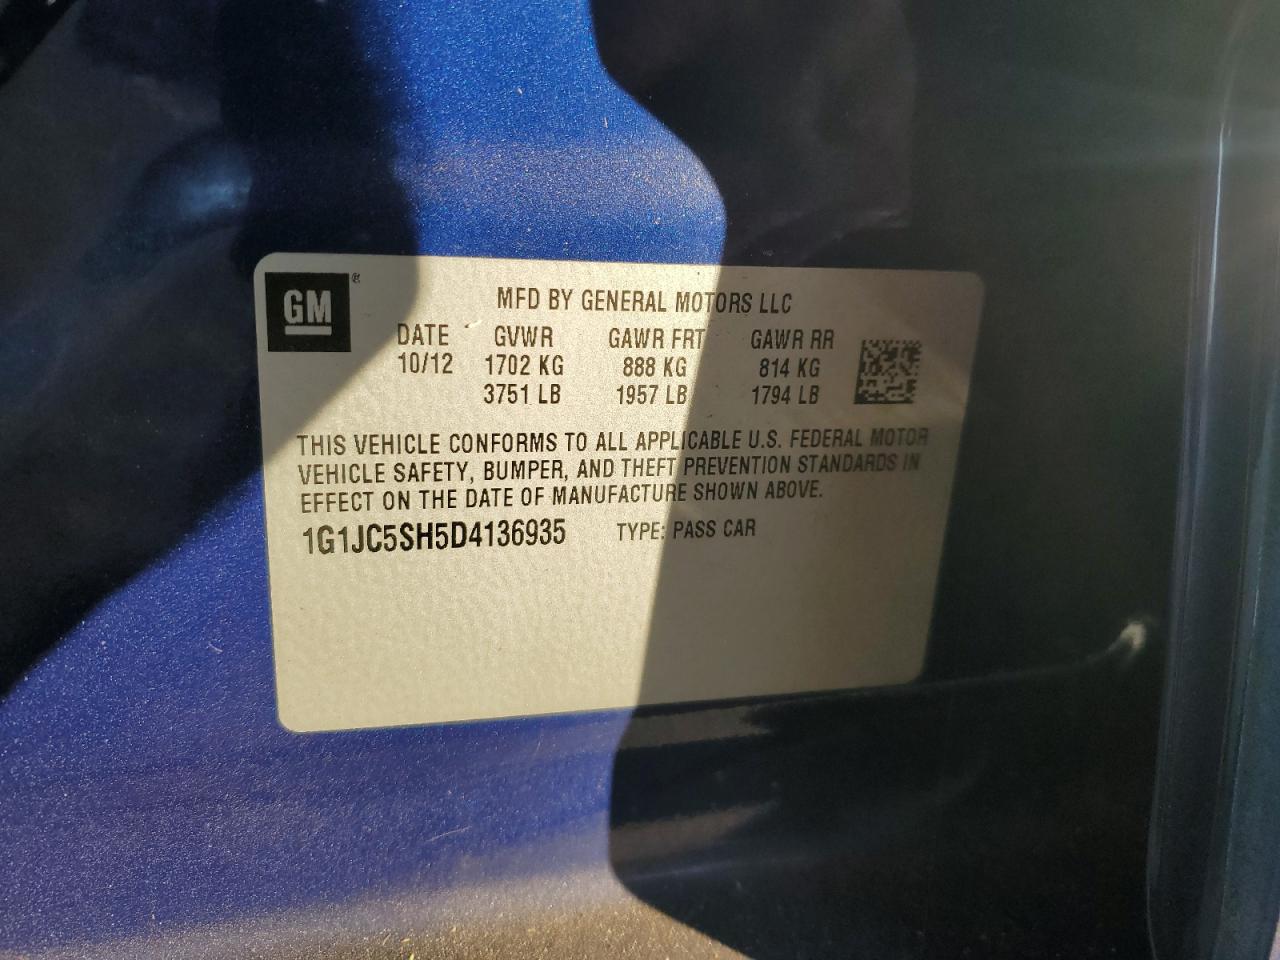 GM ®
MFD BY GENERAL MOTORS LLC
DATE GVWR GAWR FRT GAWR RR
10/12 1702 KG 888 KG 814 KG
3751 LB 1957 LB 1794 LB
THIS VEHICLE CONFORMS TO ALL APPLICABLE U.S. FEDERAL MOTOR
VEHICLE SAFETY, BUMPER, AND THEFT PREVENTION STANDARDS IN
EFFECT ON THE DATE OF MANUFACTURE SHOWN ABOVE.
1G1JC5SH5D4136935 TYPE: PASS CAR